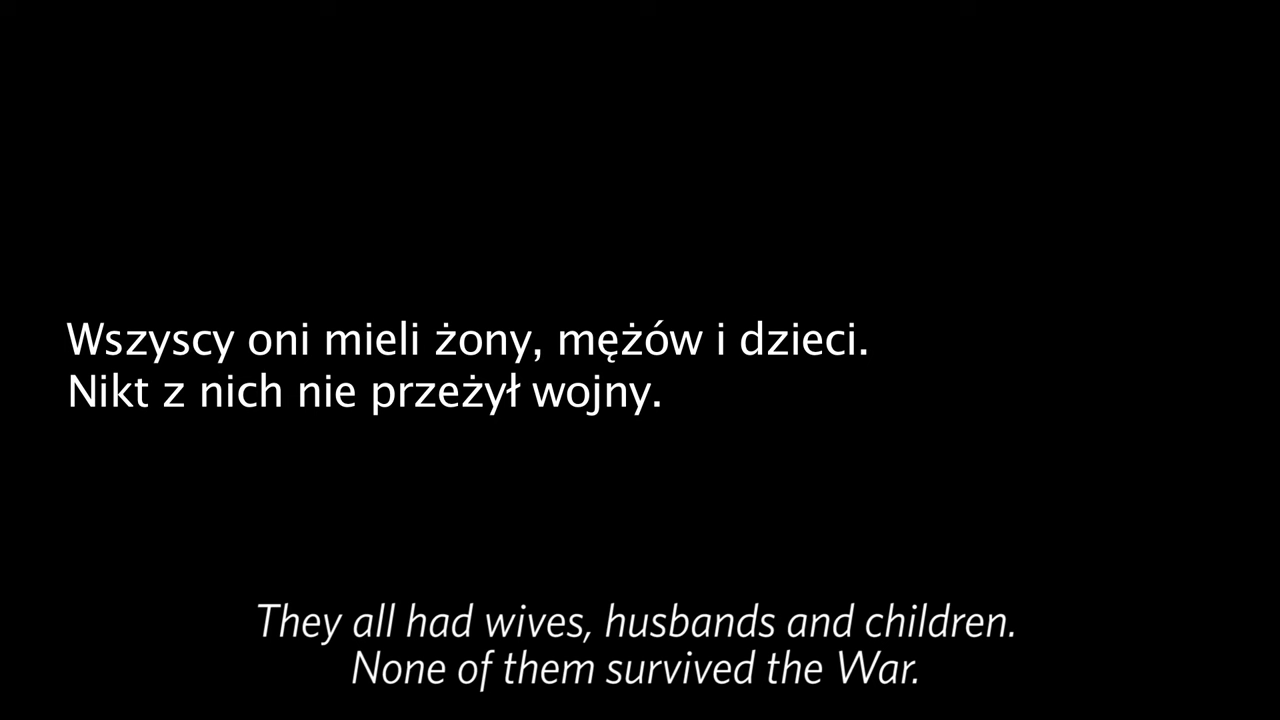 Wszyscy oni mieli żony, mężów i dzieci.
Nikt z nich nie przeżył wojny.
They all had wives, husbands and children.
None of them survived the War.